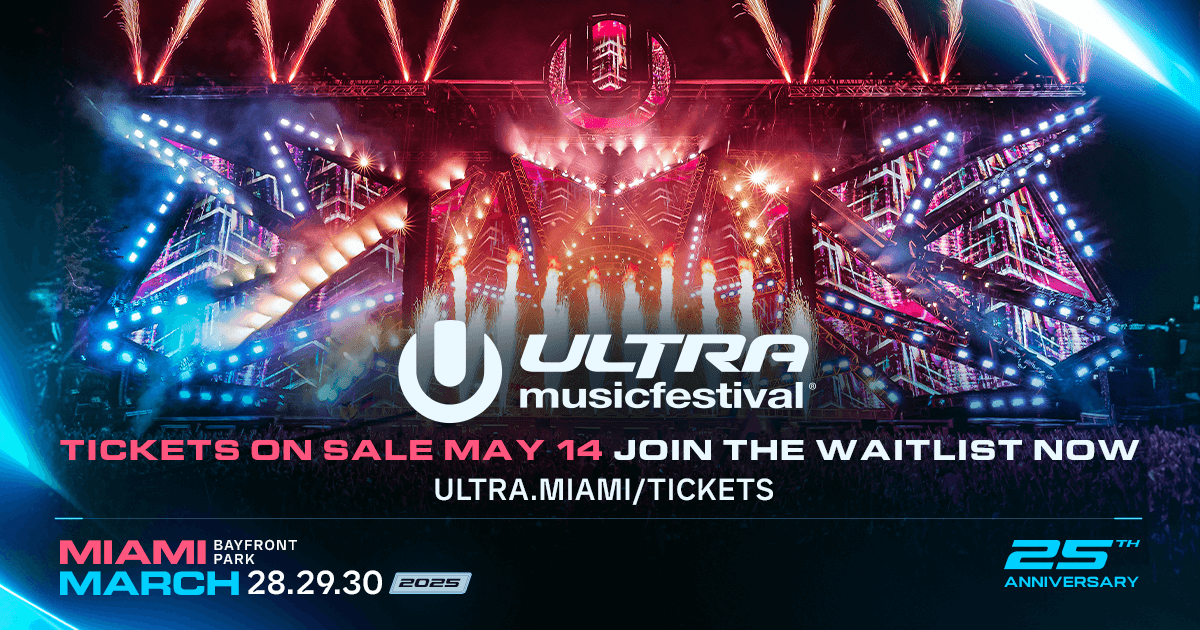 ULTRA
musicfestival®
TICKETS ON SALE MAY 14 JOIN THE WAITLIST NOW
ULTRA.MIAMI/TICKETS
MIAMI BAYFRONT PARK
MARCH 28.29.30 2025
25TH
ANNIVERSARY